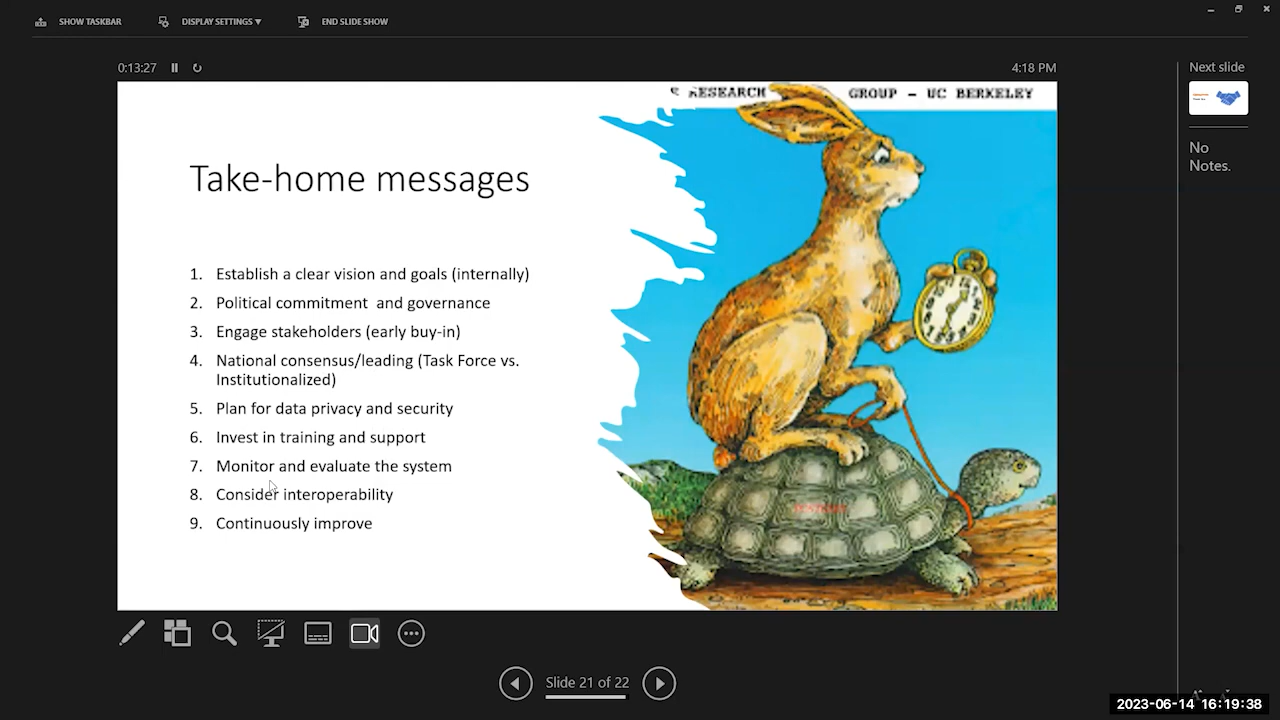 SHOW TASKBAR
DISPLAY SETTINGS ▼
END SLIDE SHOW
0:13:27
4:18 PM
Next slide
RESEARCH GROUP - UC BERKELEY
Take-home messages
No
Notes.
1. Establish a clear vision and goals (internally)
2. Political commitment and governance
3. Engage stakeholders (early buy-in)
4. National consensus/leading (Task Force vs.
Institutionalized)
5. Plan for data privacy and security
6. Invest in training and support
7. Monitor and evaluate the system
8. Consider interoperability
9. Continuously improve
Slide 21 of 22
2023-06-14 16:19:38